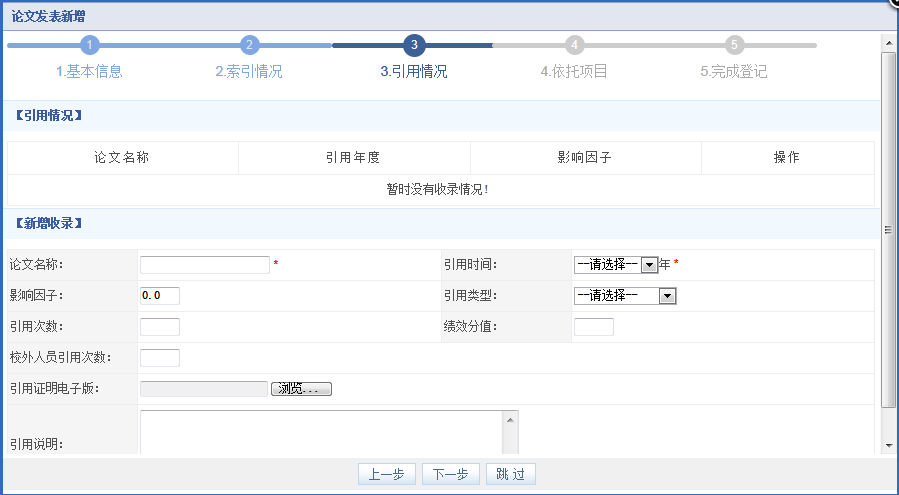 论文发表新增
1 2 3 4 5
1.基本信息 2.索引情况 3.引用情况 4.依托项目 5.完成登记
【引用情况】
论文名称 引用年度 影响因子 操作
暂时没有收录情况!
【新增收录】
论文名称: * 引用时间: --请选择-- 年 *
影响因子: 0.0 引用类型: --请选择--
引用次数: 绩效分值:
校外人员引用次数:
引用证明电子版: 浏览...
引用说明:
上一步 下一步 跳 过